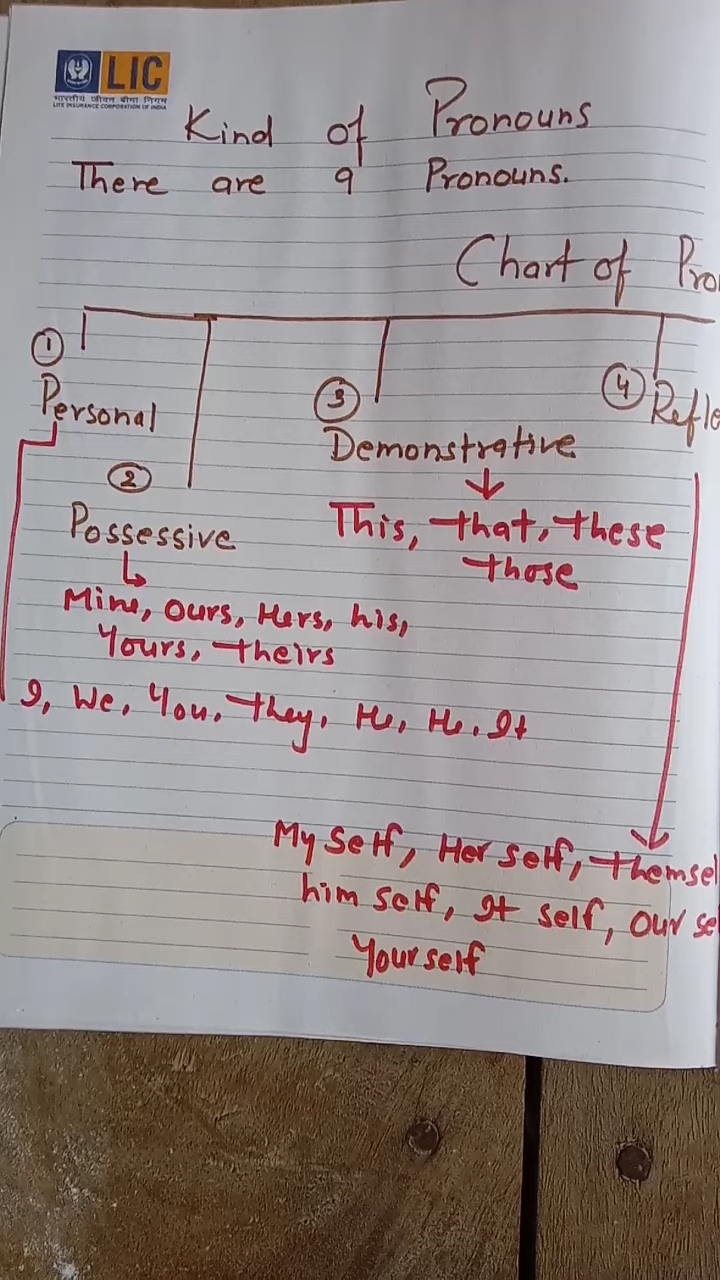 LIC
भारतीय जीवन बीमा निगम
LIFE INSURANCE CORPORATION OF INDIA
Kind of Pronouns
There are 9 Pronouns.
Chart of Pro
1
Personal
2
Possessive
Mine, Ours, Hers, his,
Yours, theirs
3
Demonstrative
This, that, these
those
4 Refle
I, We, You, They, He, He, It
My self, Her self, themsel
him self, It self, Our se
Yourself